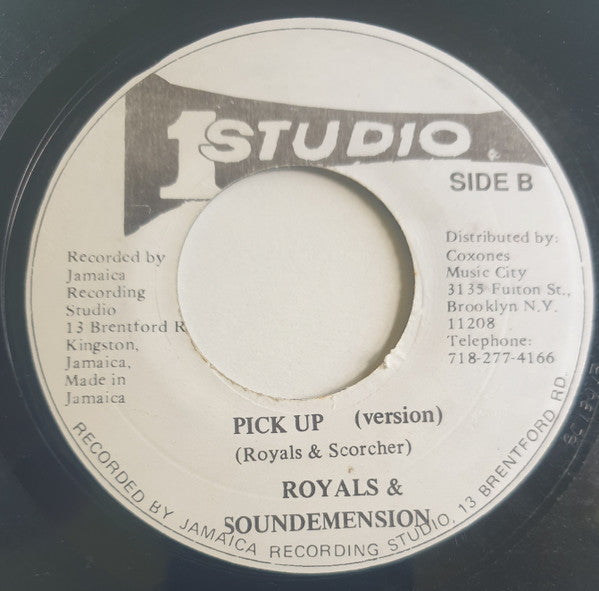 1 STUDIO
SIDE B
Recorded by
Jamaica
Recording
Studio
13 Brentford R
Kingston,
Jamaica,
Made in
Jamaica
Distributed by:
Coxones
Music City
3135 Fulton St.,
Brooklyn N.Y.
11208
Telephone:
718-277-4166
PICK UP (version)
(Royals & Scorcher)
ROYALS &
SOUNDEMENSION
RECORDED BY JAMAICA RECORDING STUDIO, 13 BRENTFORD RD.